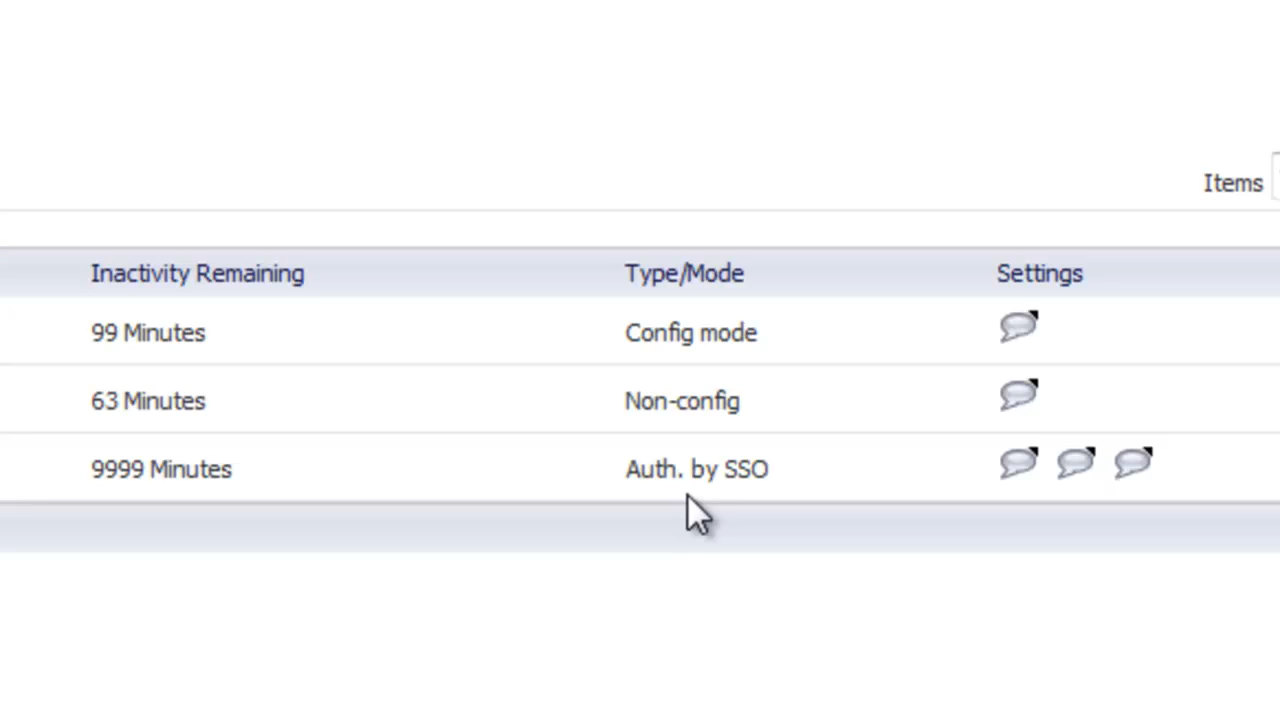 Items
Inactivity Remaining Type/Mode Settings
99 Minutes Config mode
63 Minutes Non-config
9999 Minutes Auth. by SSO